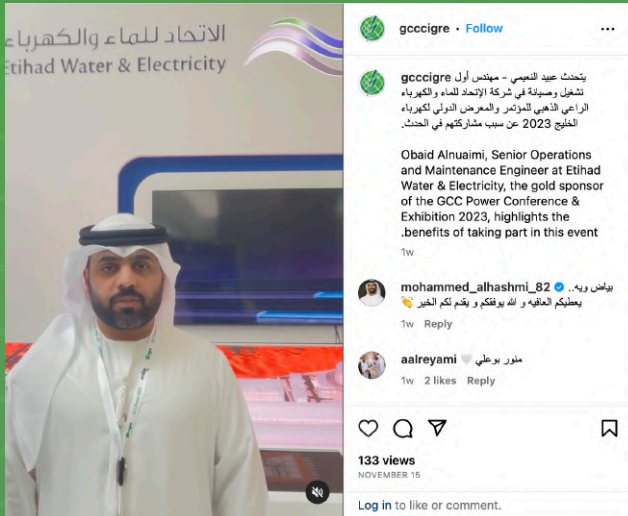 الاتحاد للماء والكهرباء
Etihad Water & Electricity
gcccigre • Follow
gcccigre يتحدث عبيد النعيمي - مهندس أول
تشغيل وصيانة في شركة الإتحاد للماء والكهرباء
الراعي الذهبي للمؤتمر والمعرض الدولي لكهرباء
الخليج 2023 عن سبب مشاركتهم في الحدث.
Obaid Alnuaimi, Senior Operations
and Maintenance Engineer at Etihad
Water & Electricity, the gold sponsor
of the GCC Power Conference &
Exhibition 2023, highlights the
.benefits of taking part in this event
1w
mohammed_alhashmi_82 بياض ويه..
يعطيكم العافيه و الله يوفقكم و يقدم لكم الخير 👏
1w Reply
aalreyami منور بوعلي 🤍
1w 2 likes Reply
133 views
NOVEMBER 15
Log in to like or comment.